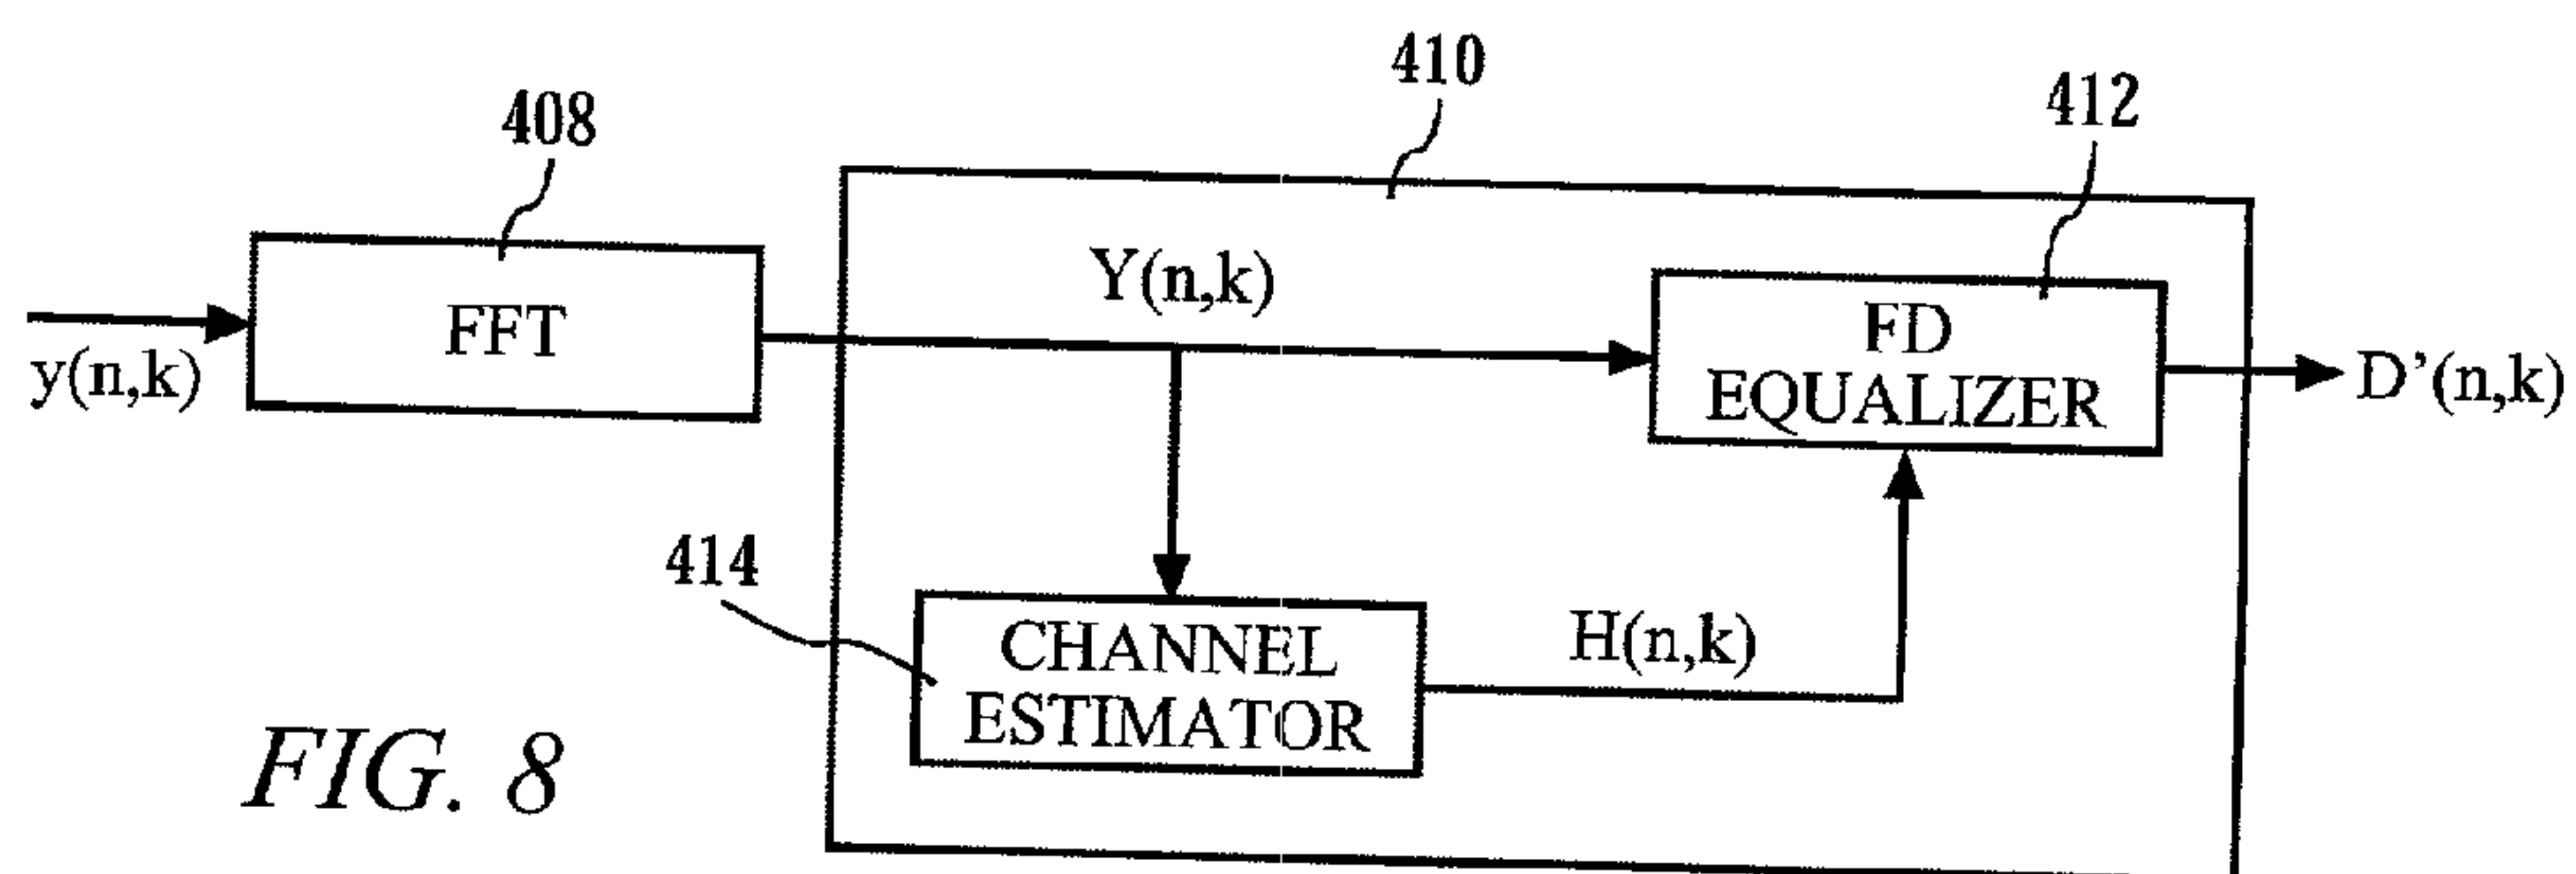 410
412
408
Y(n,k)
FFT
FD
EQUALIZER
y(n,k)
D’(n,k)
414
CHANNEL
ESTIMATOR
H(n,k)
FIG. 8